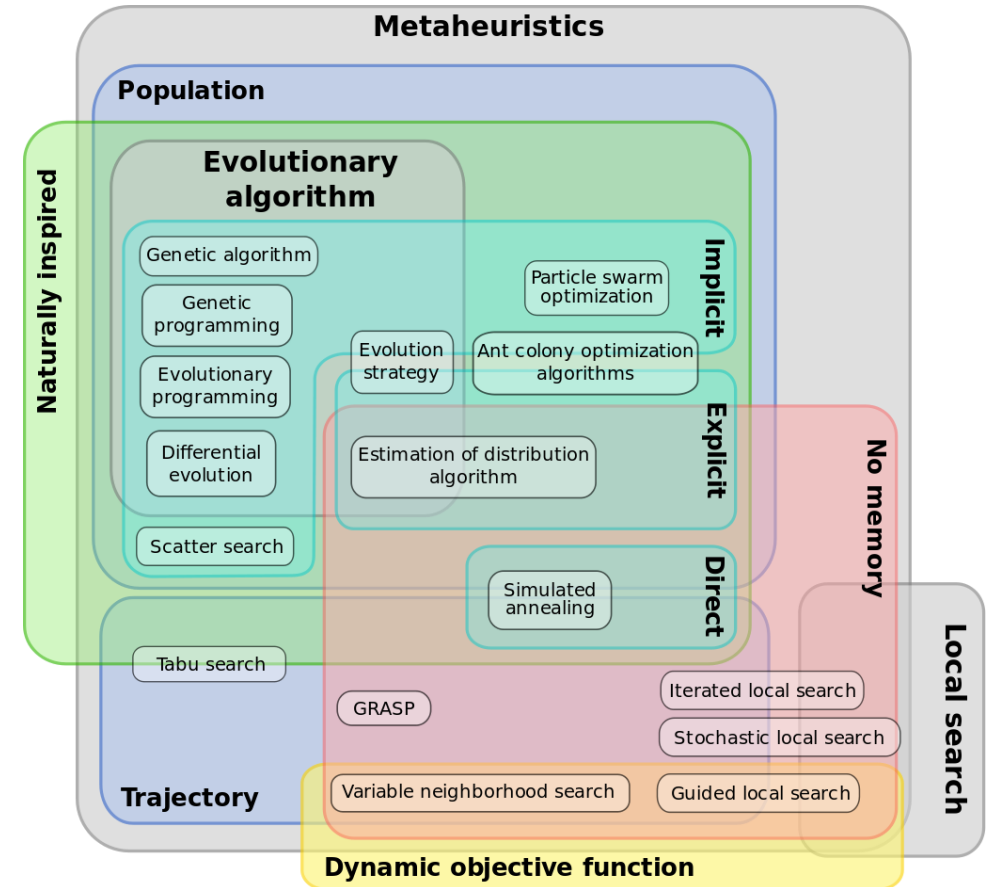 Metaheuristics
Population
Naturally inspired
Evolutionary
algorithm
Implicit
Genetic algorithm
Particle swarm
optimization
Genetic
programming
Evolution
strategy
Ant colony optimization
algorithms
Evolutionary
programming
Explicit
Differential
evolution
Estimation of distribution
algorithm
No memory
Scatter search
Direct
Simulated
annealing
Local search
Tabu search
Iterated local search
GRASP
Stochastic local search
Trajectory
Variable neighborhood search
Guided local search
Dynamic objective function